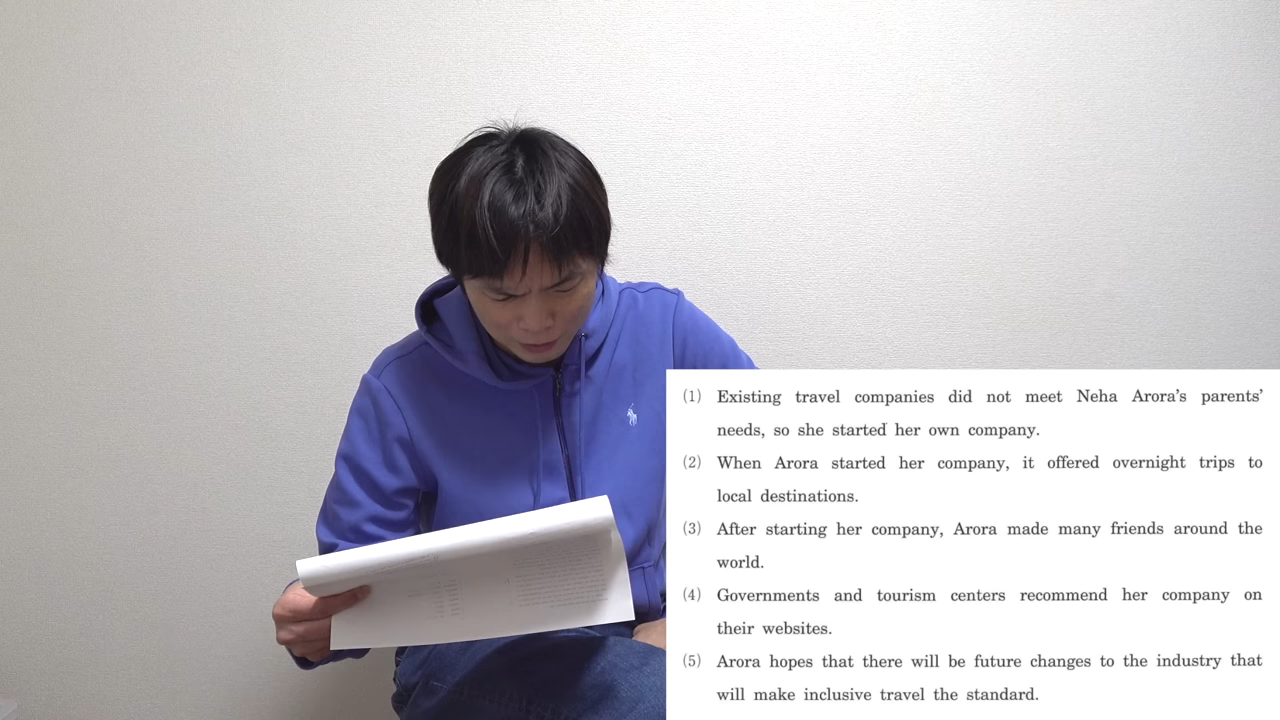 (1) Existing travel companies did not meet Neha Arora's parents'
needs, so she started her own company.
(2) When Arora started her company, it offered overnight trips to
local destinations.
(3) After starting her company, Arora made many friends around the
world.
(4) Governments and tourism centers recommend her company on
their websites.
(5) Arora hopes that there will be future changes to the industry that
will make inclusive travel the standard.